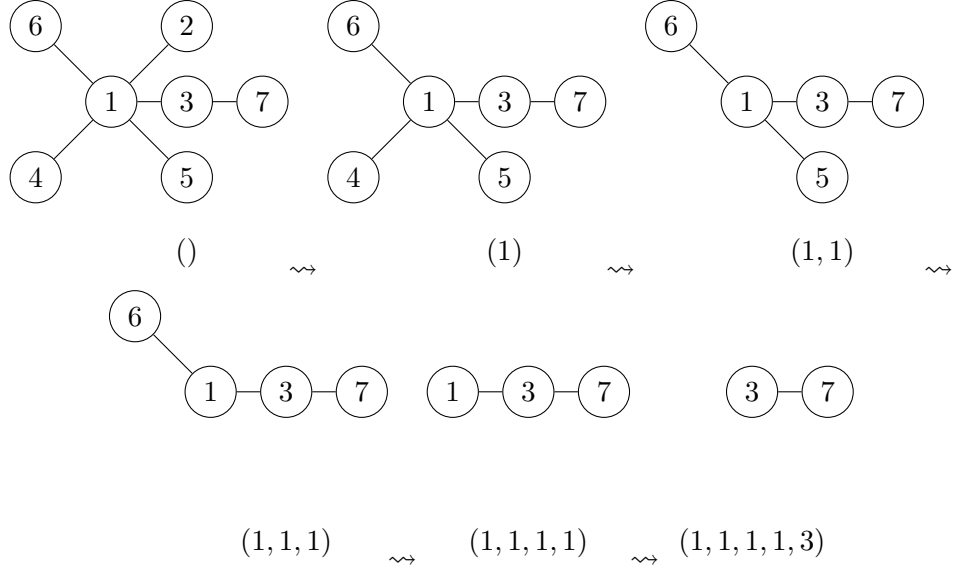 6 2 6 6
1 3 7 1 3 7 1 3 7
4 5 4 5 5
() ⇝ (1) ⇝ (1, 1) ⇝
6
1 3 7 1 3 7 3 7
(1, 1, 1) ⇝ (1, 1, 1, 1) ⇝ (1, 1, 1, 1, 3)